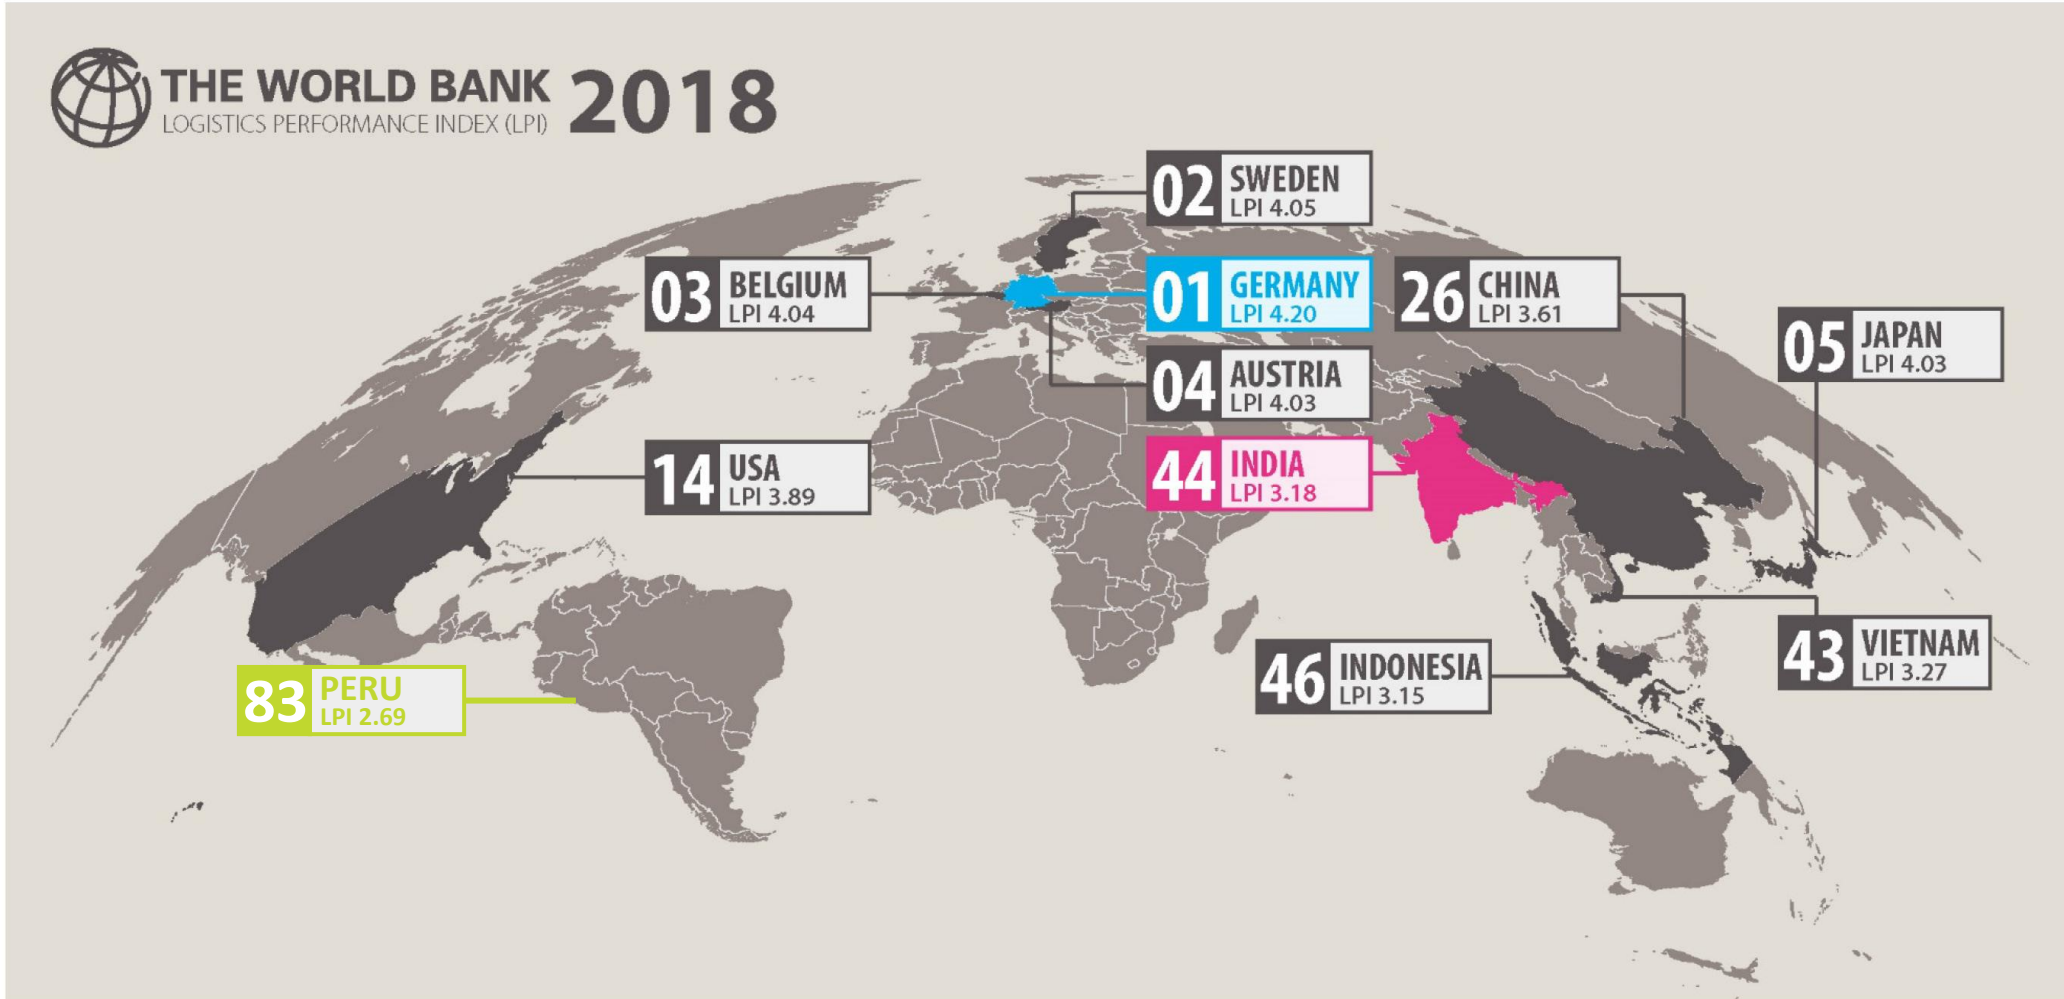 THE WORLD BANK
LOGISTICS PERFORMANCE INDEX (LPI)
2018
02 SWEDEN
LPI 4.05
03 BELGIUM
LPI 4.04
01 GERMANY
LPI 4.20
26 CHINA
LPI 3.61
05 JAPAN
LPI 4.03
04 AUSTRIA
LPI 4.03
14 USA
LPI 3.89
44 INDIA
LPI 3.18
46 INDONESIA
LPI 3.15
43 VIETNAM
LPI 3.27
83 PERU
LPI 2.69